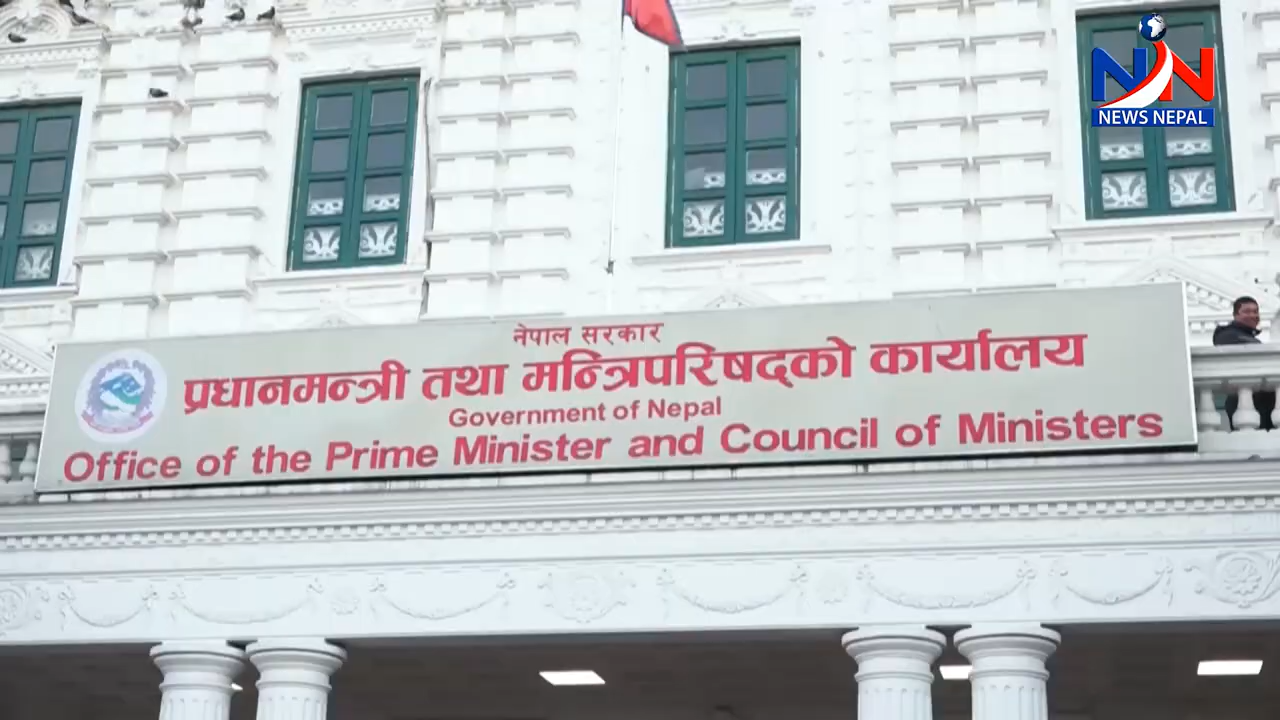 NN
NEWS NEPAL
नेपाल सरकार
प्रधानमन्त्री तथा मन्त्रिपरिषद्को कार्यालय
Government of Nepal
Office of the Prime Minister and Council of Ministers